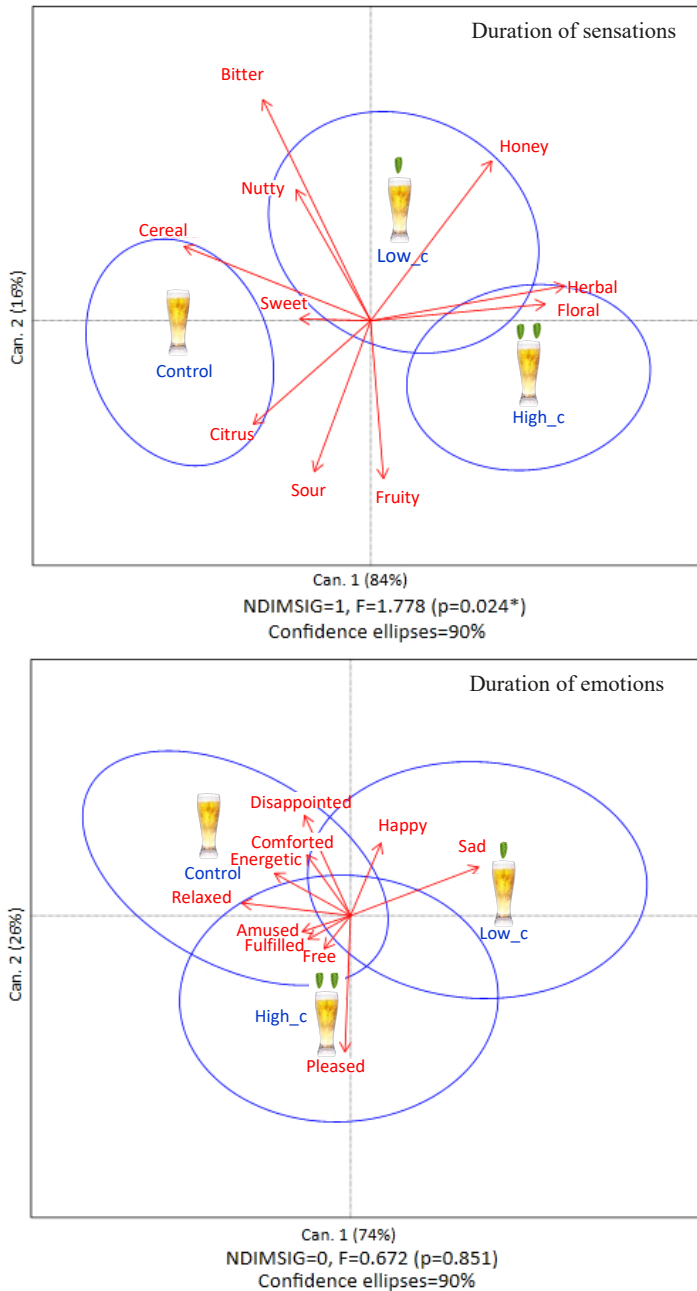 Duration of sensations
Bitter
Honey
Nutty
Cereal
Low_c
Herbal
Sweet
Floral
Can. 2 (16%)
Control
High_c
Citrus
Sour
Fruity
Can. 1 (84%)
NDIMSIG=1, F=1.778 (p=0.024*)
Confidence ellipses=90%
Duration of emotions
Disappointed
Happy
Comforted
Sad
Energetic
Control
Relaxed
Amused
Low_c
Fulfilled
Free
Can. 2 (26%)
High_c
Pleased
Can. 1 (74%)
NDIMSIG=0, F=0.672 (p=0.851)
Confidence ellipses=90%